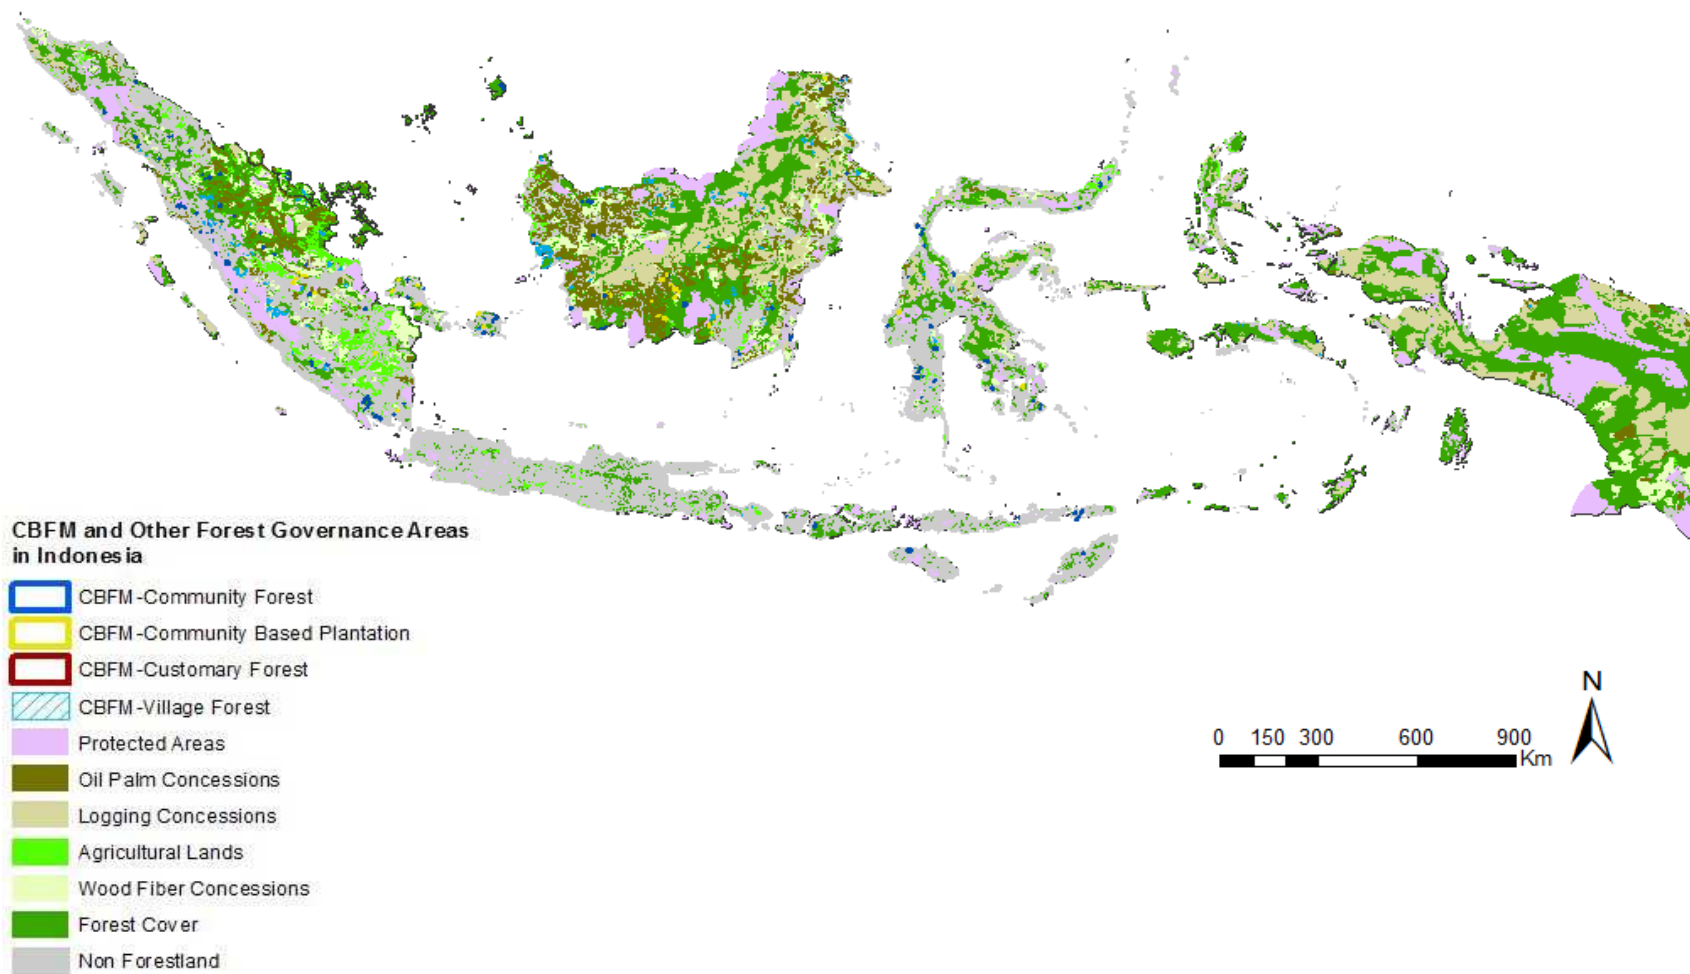 CBFM and Other Forest Governance Areas
in Indonesia
CBFM-Community Forest
CBFM-Community Based Plantation
CBFM-Customary Forest
CBFM-Village Forest
Protected Areas
Oil Palm Concessions
Logging Concessions
Agricultural Lands
Wood Fiber Concessions
Forest Cover
Non Forestland
N
0 150 300 600 900
Km